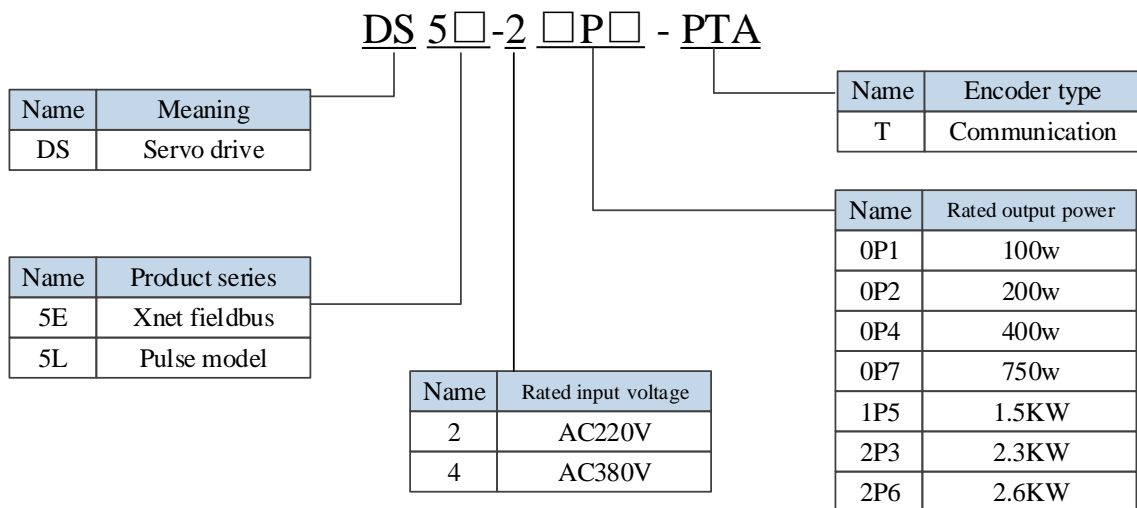 DS 5□-2 □P□ - PTA
Name Meaning
DS Servo drive
Name Product series
5E Xnet fieldbus
5L Pulse model
Name Rated input voltage
2 AC220V
4 AC380V
Name Encoder type
T Communication
Name Rated output power
0P1 100w
0P2 200w
0P4 400w
0P7 750w
1P5 1.5KW
2P3 2.3KW
2P6 2.6KW